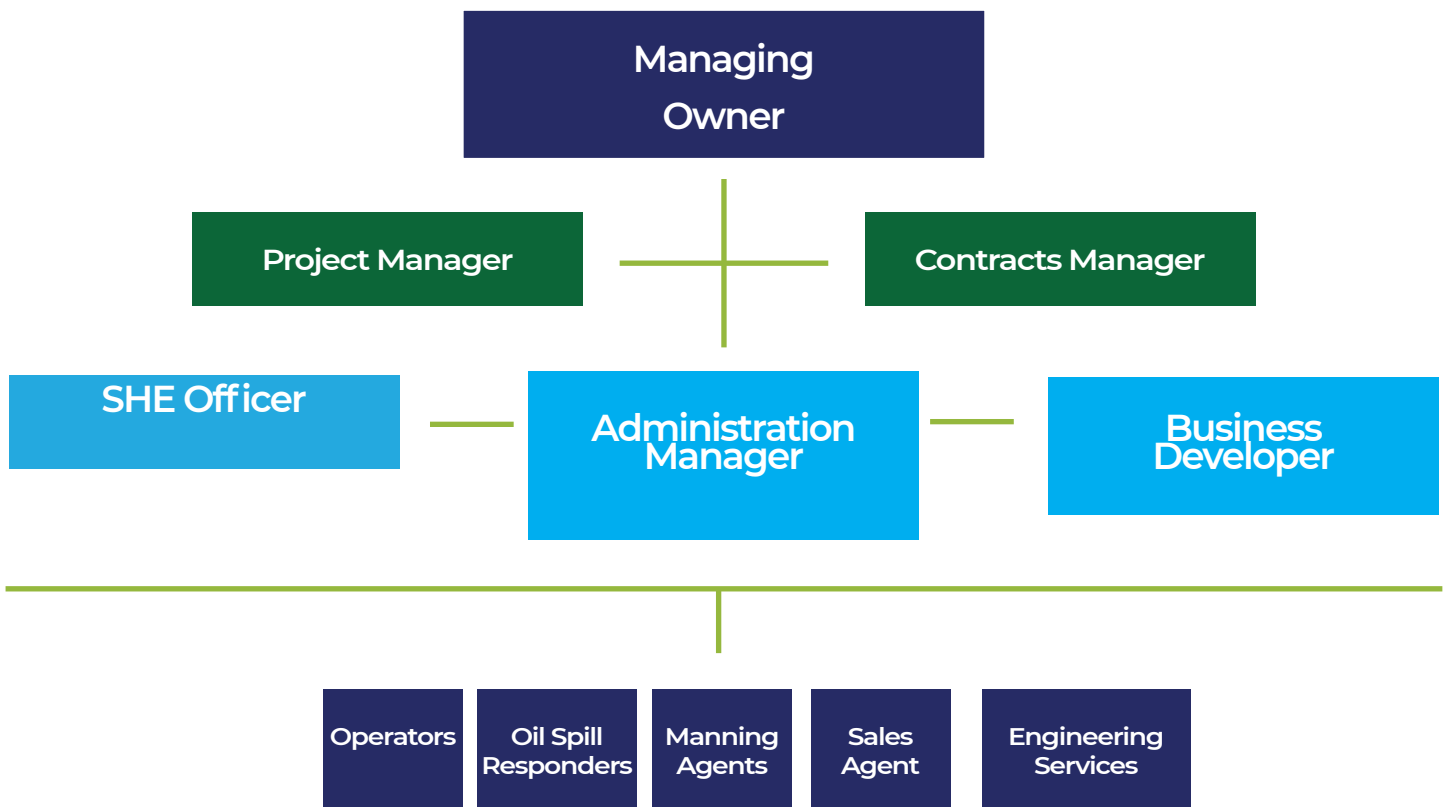 Managing
Owner
Project Manager
Contracts Manager
SHE Officer
Administration
Manager
Business
Developer
Operators
Oil Spill
Responders
Manning
Agents
Sales
Agent
Engineering
Services